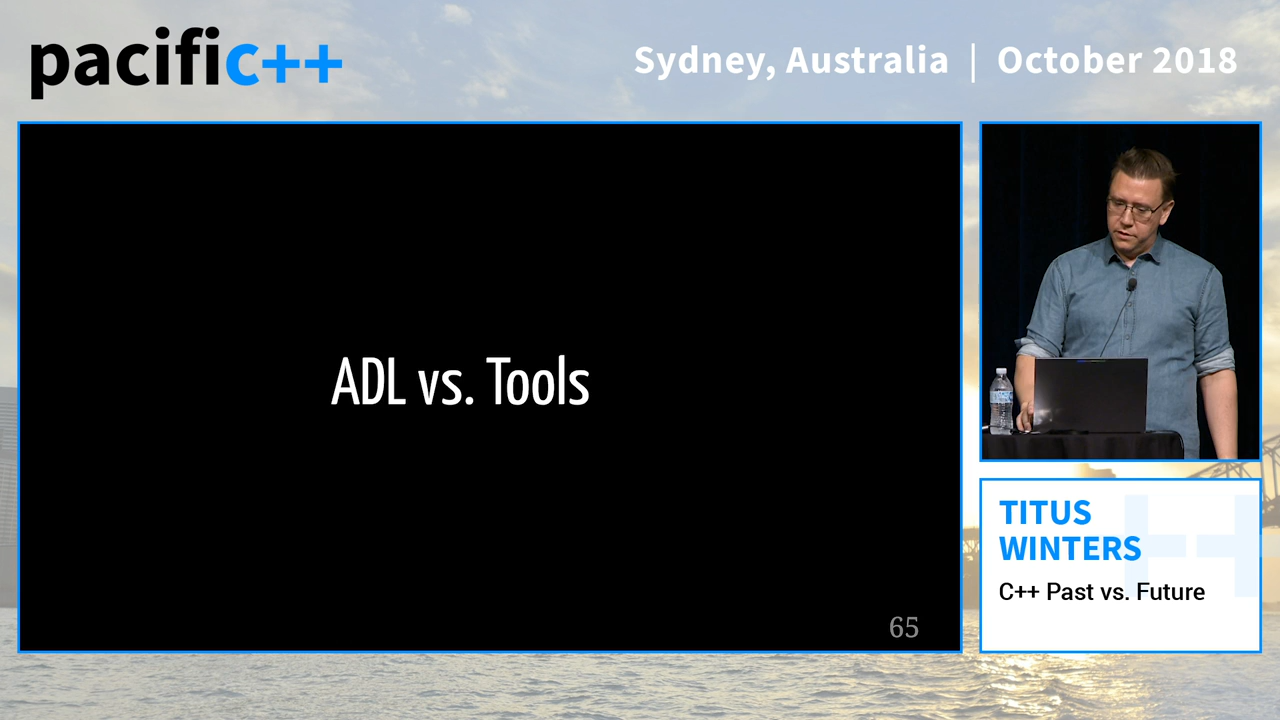 pacific++
Sydney, Australia | October 2018
ADL vs. Tools
65
TITUS
WINTERS
C++ Past vs. Future